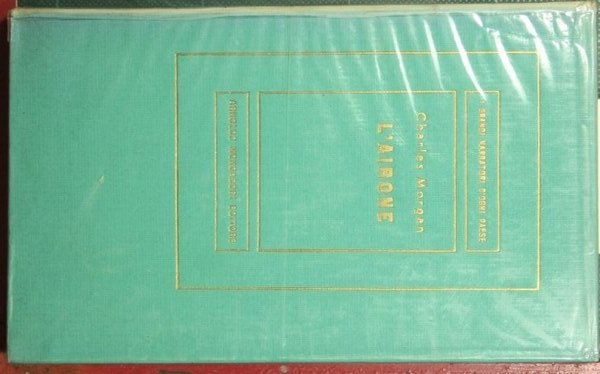 I GRANDI NARRATORI D'OGNI PAESE
Charles Morgan
L'AIRONE
ARNOLDO MONDADORI EDITORE